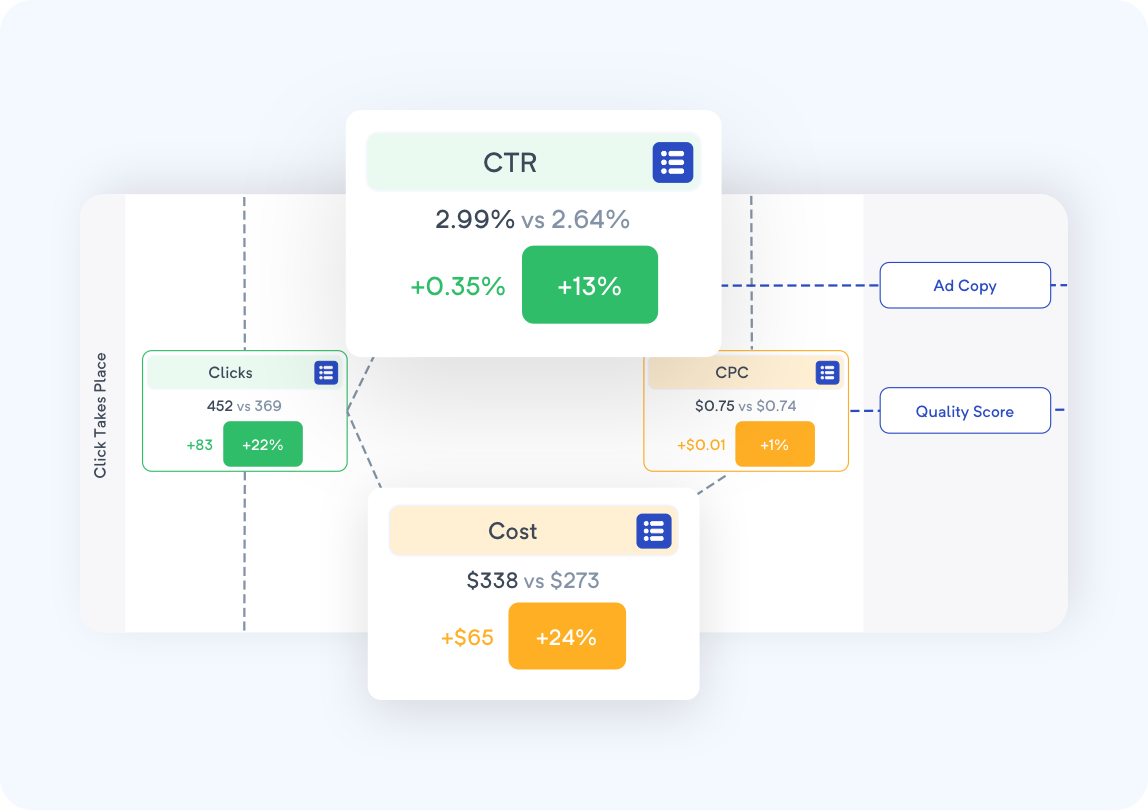 CTR
2.99% vs 2.64%
+0.35% +13%
Ad Copy
Click Takes Place
Clicks
452 vs 369
+83 +22%
CPC
$0.75 vs $0.74
+$0.01 +1%
Quality Score
Cost
$338 vs $273
+$65 +24%